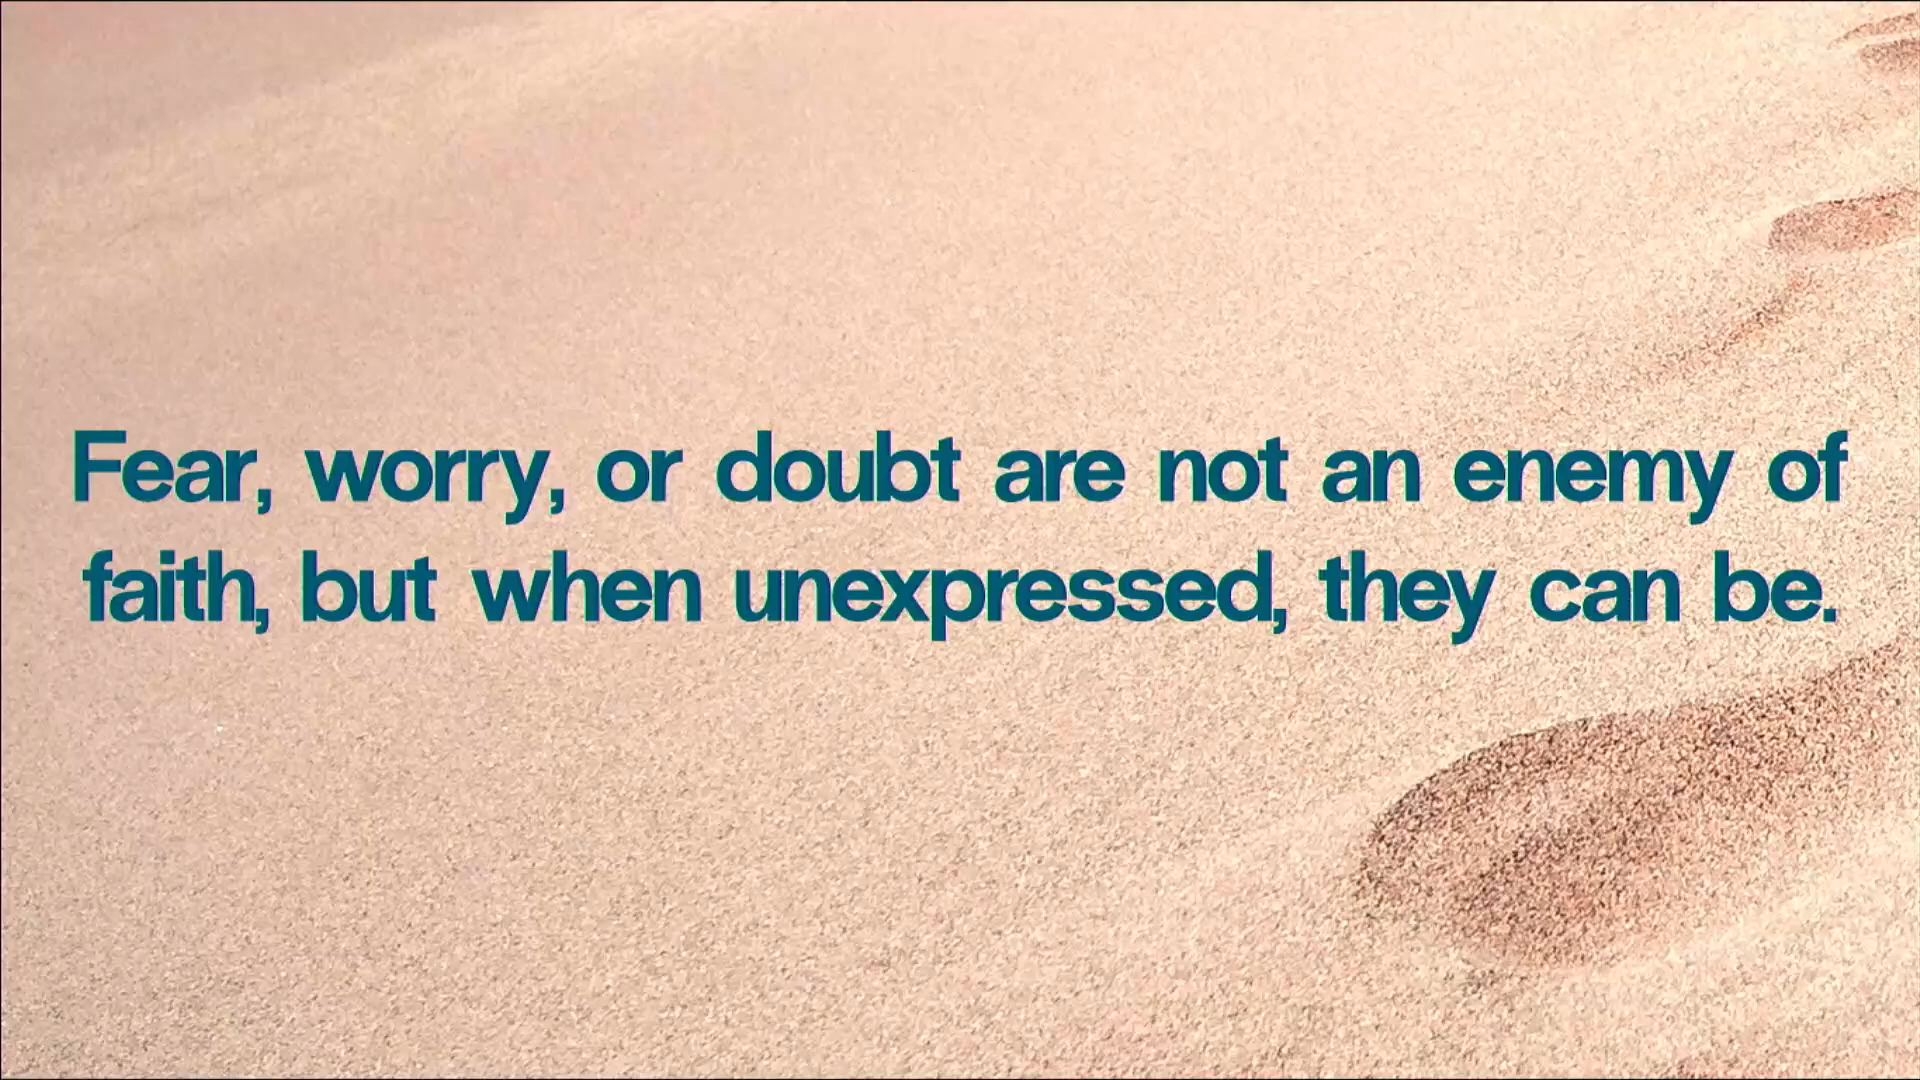 Fear, worry, or doubt are not an enemy of
faith, but when unexpressed, they can be.